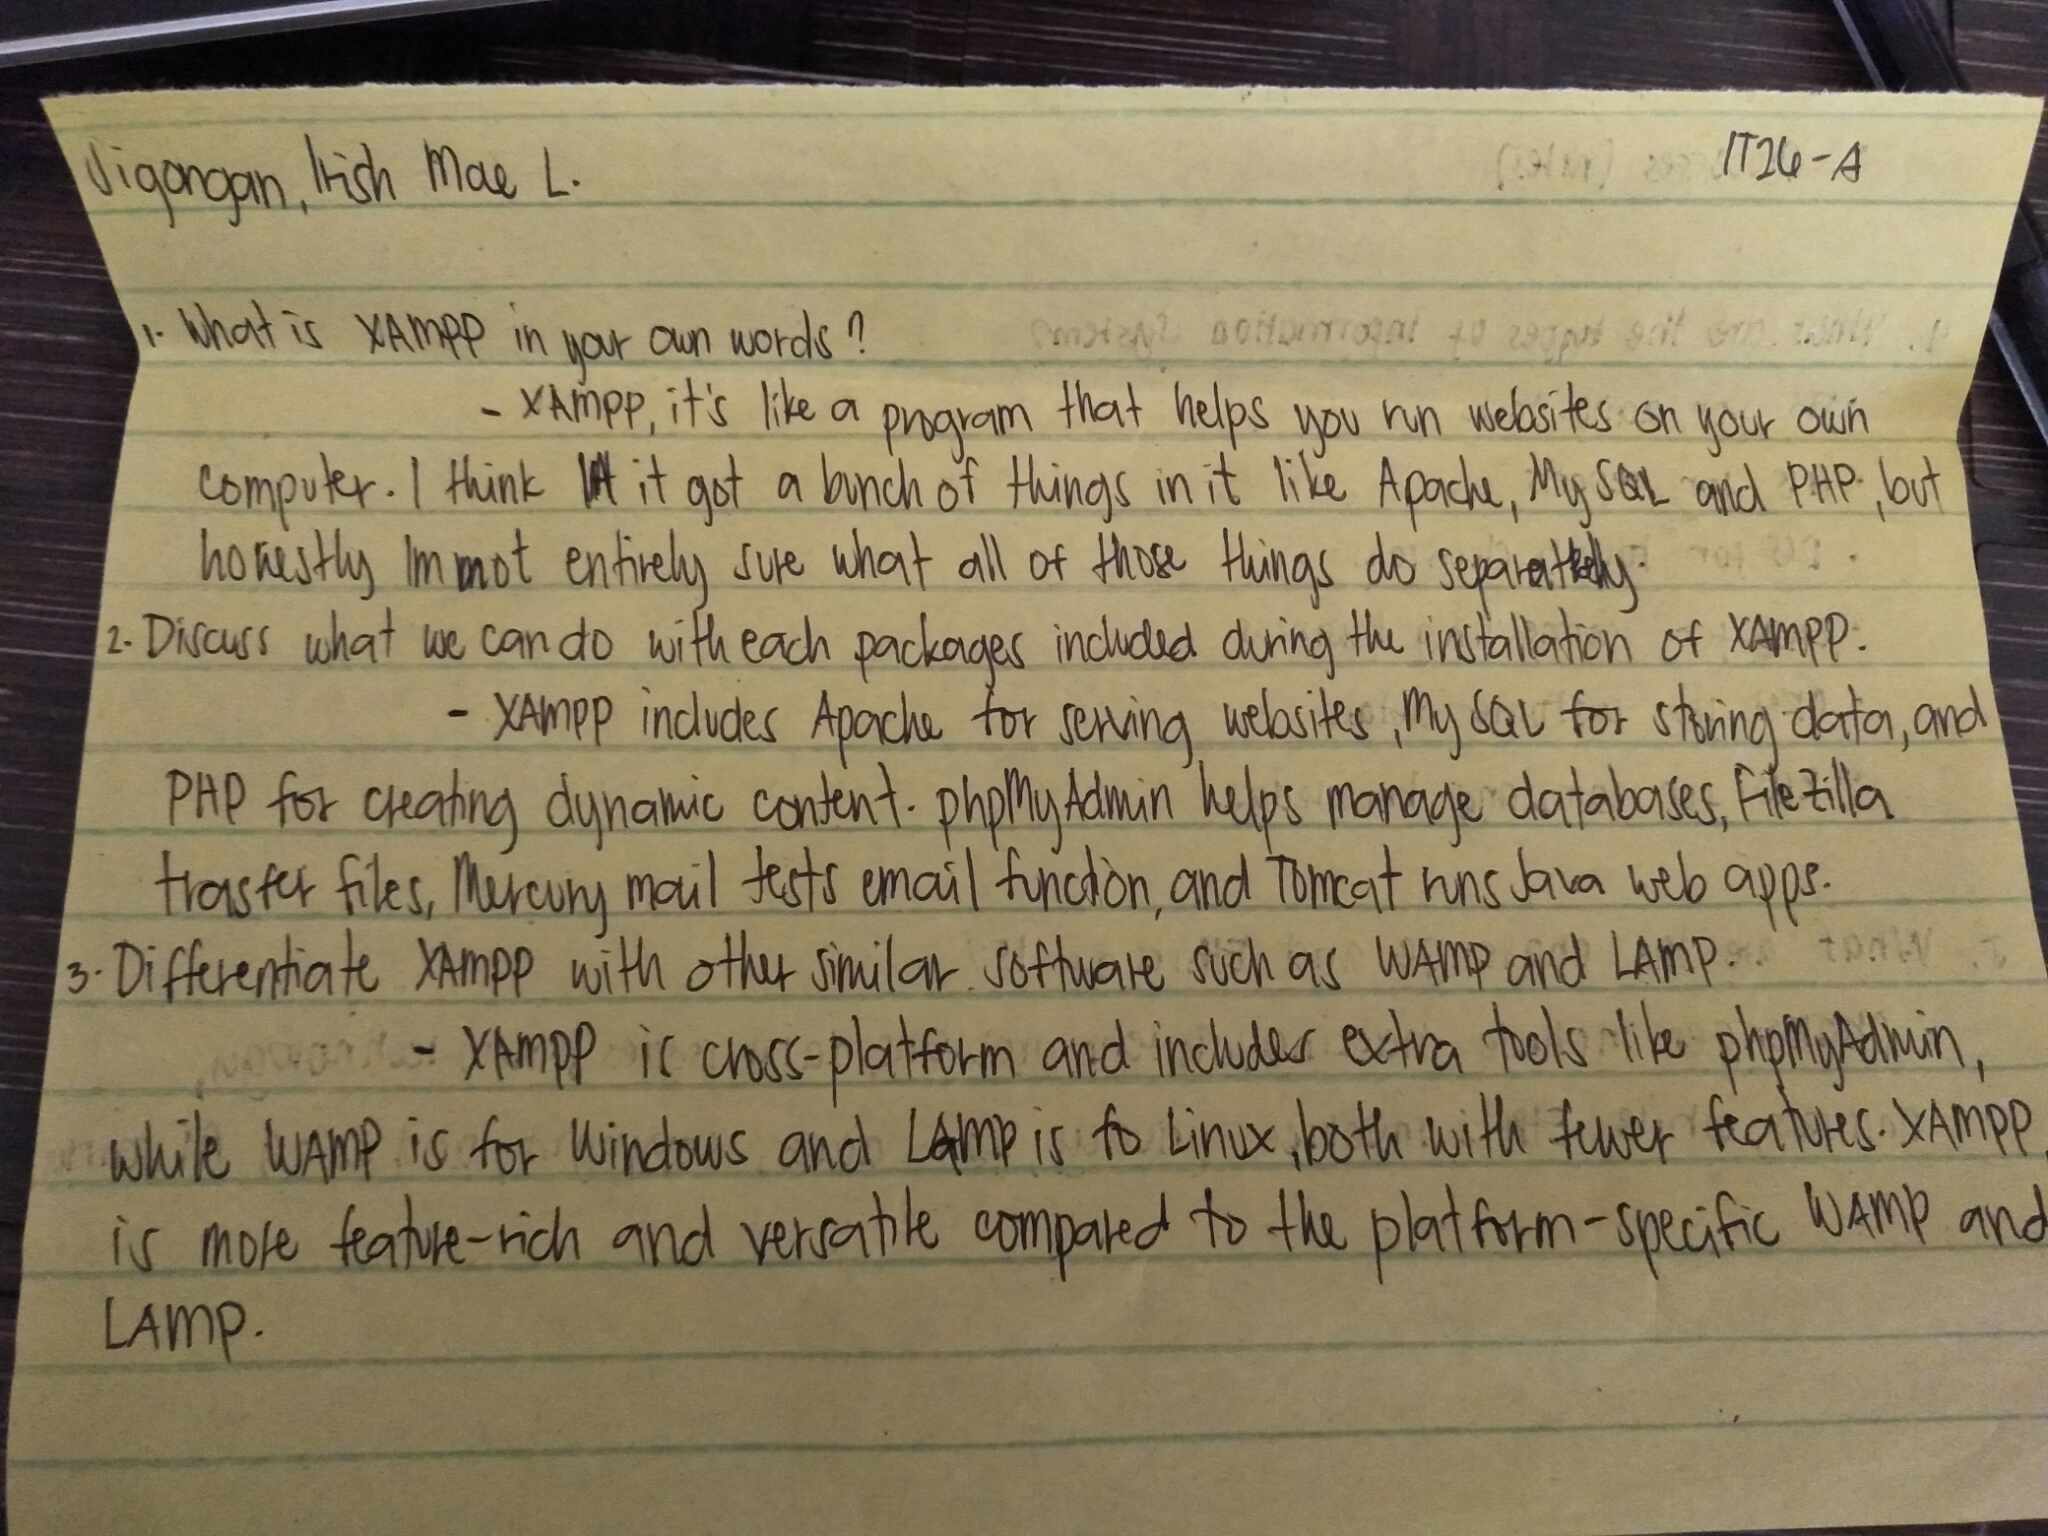 Jigangan, Irish Mae L. IT26-A
1. What is XAMPP in your own words?
- XAMPP, it's like a program that helps you run websites on your own
computer. I think it got a bunch of things in it like Apache, MySQL and PHP, but
honestly Im not entirely sure what all of those things do separately.
2. Discuss what we can do with each packages included during the installation of XAMPP.
- XAMPP includes Apache for serving websites, MySQL for storing data, and
PHP for creating dynamic content. phpMyAdmin helps manage databases, FileZilla
trasfer files, Mercury mail tests email function, and Tomcat runs Java web apps.
3. Differentiate XAMPP with other similar software such as WAMP and LAMP.
- XAMPP is cross-platform and includes extra tools like phpMyAdmin,
while WAMP is for Windows and LAMP is fo Linux, both with fewer features. XAMPP
is more feature-rich and versatile compared to the platform-specific WAMP and
LAMP.